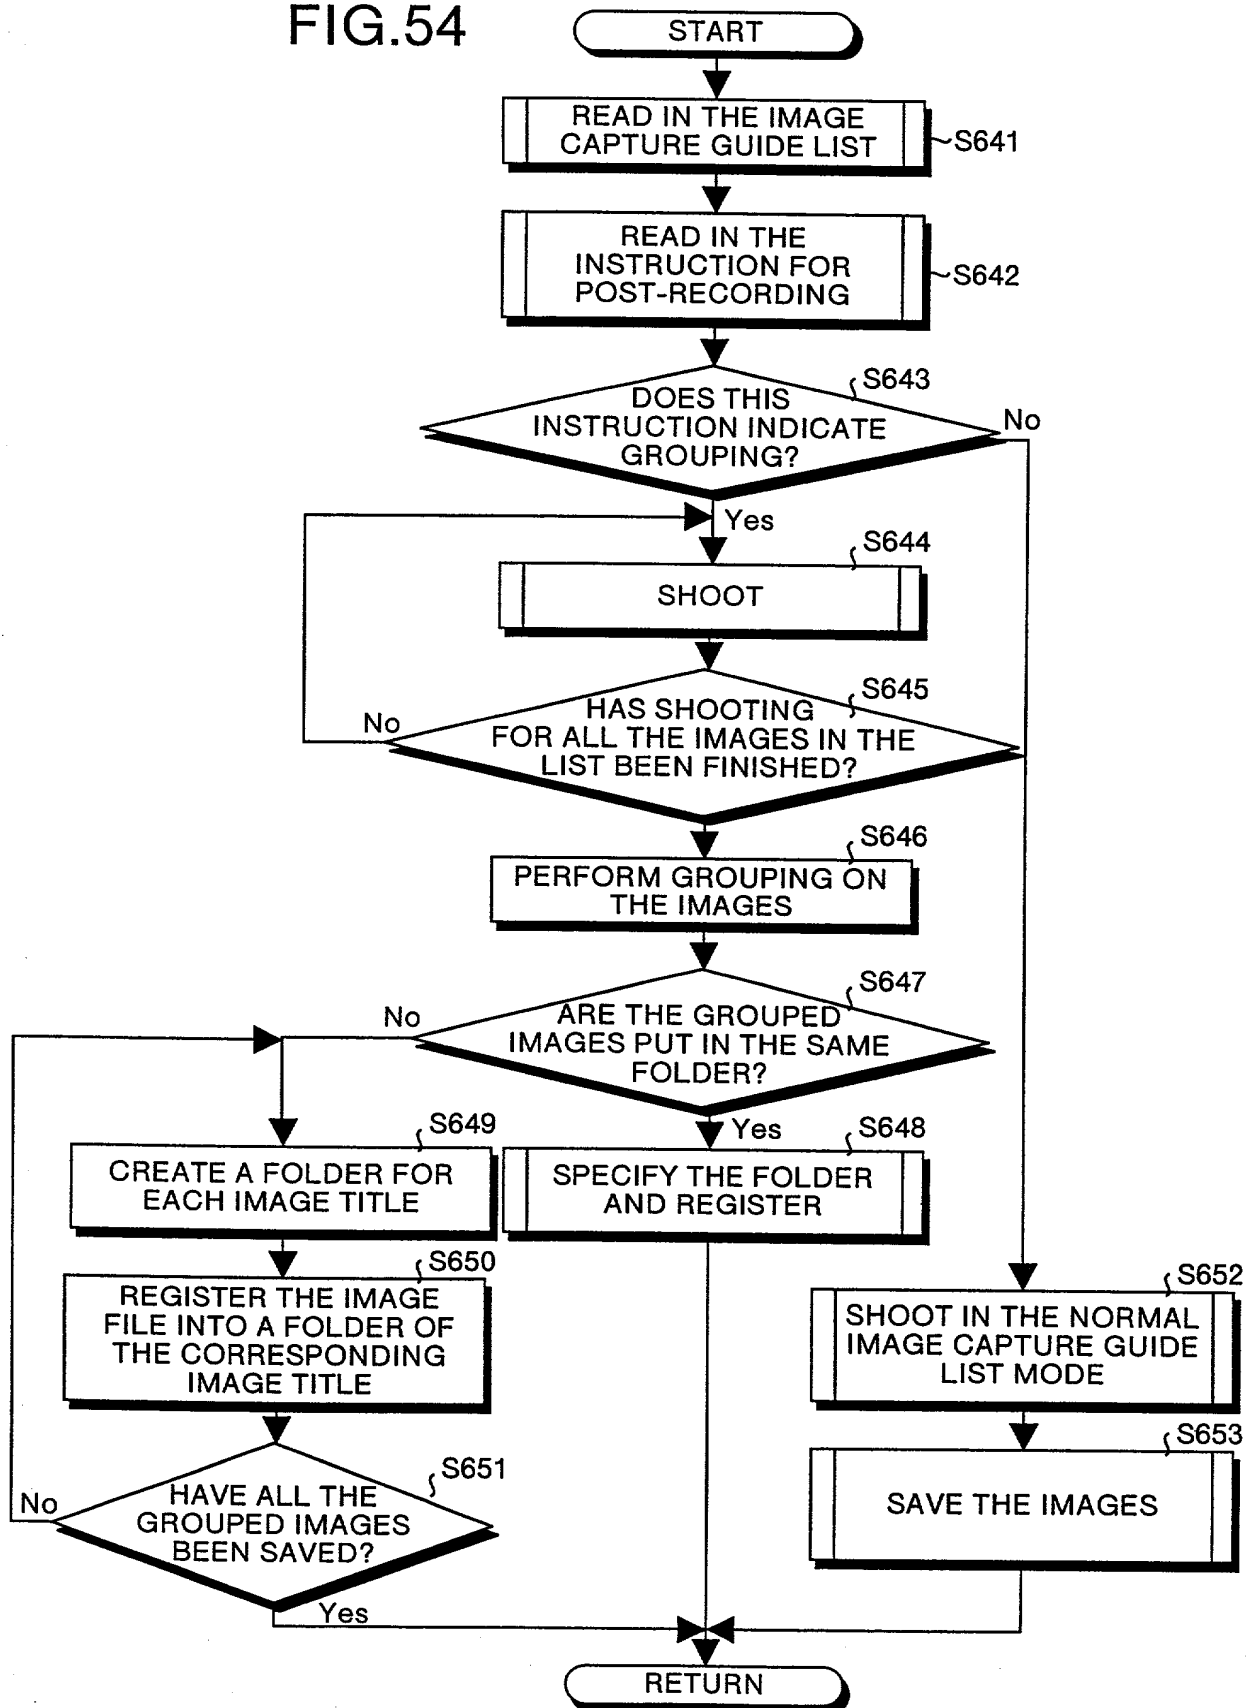 FIG.54
START
READ IN THE IMAGE
CAPTURE GUIDE LIST
S641
READ IN THE
INSTRUCTION FOR
POST-RECORDING
S642
S643
DOES THIS
INSTRUCTION INDICATE
GROUPING?
No
Yes
S644
SHOOT
S645
HAS SHOOTING
FOR ALL THE IMAGES IN THE
LIST BEEN FINISHED?
No
S646
PERFORM GROUPING ON
THE IMAGES
S647
ARE THE GROUPED
IMAGES PUT IN THE SAME
FOLDER?
No
Yes
S648
SPECIFY THE FOLDER
AND REGISTER
S649
CREATE A FOLDER FOR
EACH IMAGE TITLE
S650
REGISTER THE IMAGE
FILE INTO A FOLDER OF
THE CORRESPONDING
IMAGE TITLE
S651
HAVE ALL THE
GROUPED IMAGES
BEEN SAVED?
No
Yes
S652
SHOOT IN THE NORMAL
IMAGE CAPTURE GUIDE
LIST MODE
S653
SAVE THE IMAGES
RETURN